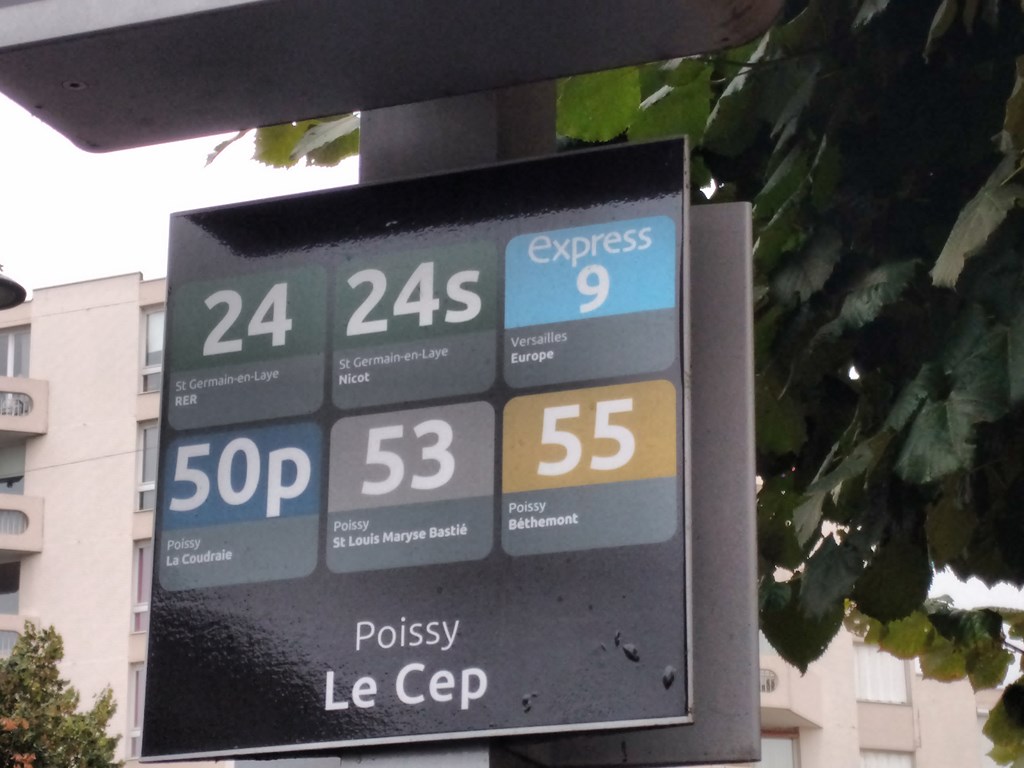 24
St Germain-en-Laye
RER
24s
St Germain-en-Laye
Nicot
express
9
Versailles
Europe
50p
Poissy
La Coudraie
53
Poissy
St Louis Maryse Bastié
55
Poissy
Béthemont
Poissy
Le Cep